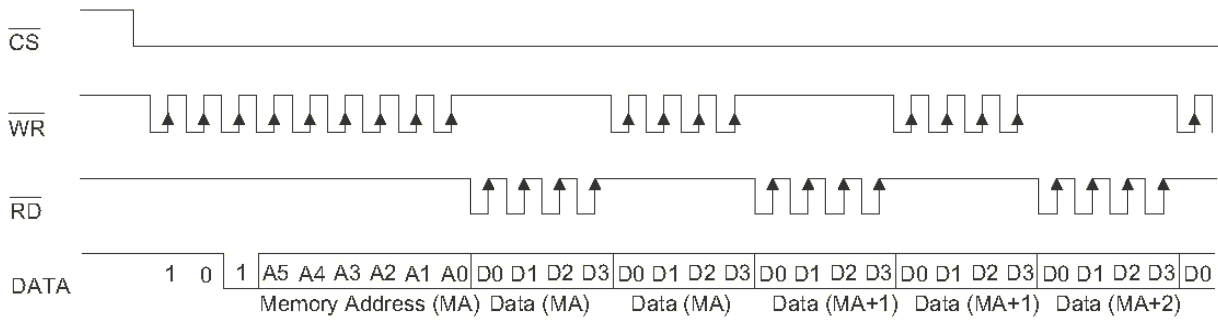 CS
WR
RD
DATA 1 0 1 A5 A4 A3 A2 A1 A0 D0 D1 D2 D3 D0 D1 D2 D3 D0 D1 D2 D3 D0 D1 D2 D3 D0 D1 D2 D3 D0
Memory Address (MA) Data (MA) Data (MA) Data (MA+1) Data (MA+1) Data (MA+2)